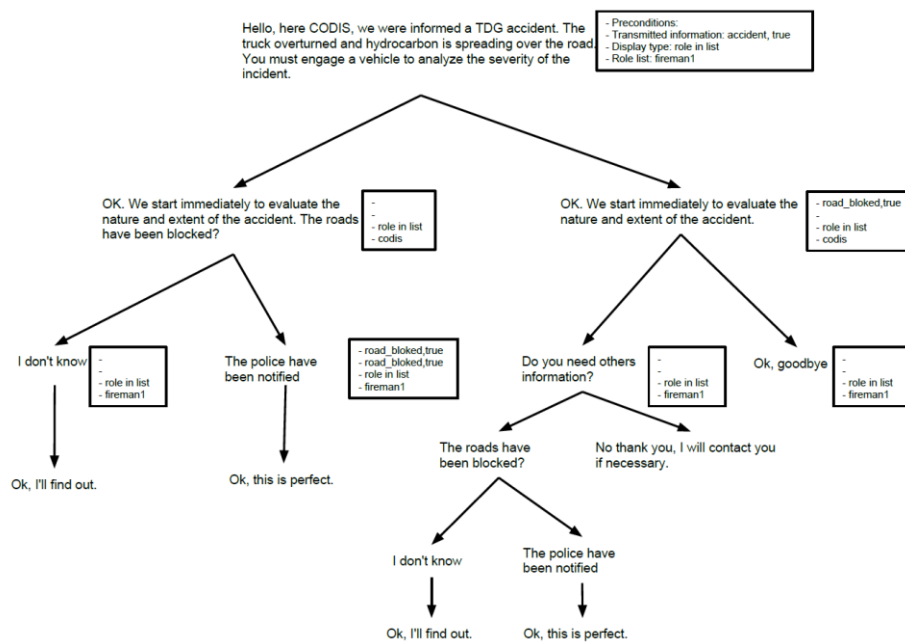 Hello, here CODIS, we were informed a TDG accident. The
truck overturned and hydrocarbon is spreading over the road.
You must engage a vehicle to analyze the severity of the
incident.
- Preconditions:
- Transmitted information: accident, true
- Display type: role in list
- Role list: fireman1
OK. We start immediately to evaluate the
nature and extent of the accident. The roads
have been blocked?
-
-
- role in list
- codis
OK. We start immediately to evaluate the
nature and extent of the accident.
- road_bloked,true
-
- role in list
- codis
I don't know
-
-
- role in list
- fireman1
The police have
been notified
- road_bloked,true
- road_bloked,true
- role in list
- fireman1
Do you need others
information?
-
-
- role in list
- fireman1
Ok, goodbye
-
-
- role in list
- fireman1
Ok, I'll find out.
Ok, this is perfect.
The roads have
been blocked?
No thank you, I will contact you
if necessary.
I don't know
The police have
been notified
Ok, I'll find out.
Ok, this is perfect.